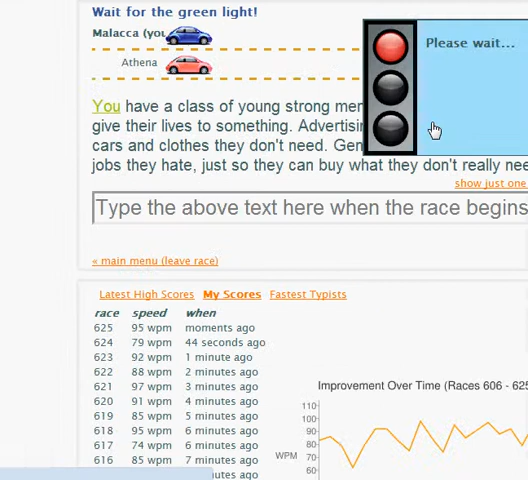 Wait for the green light!
Malacca (you
Please wait...
Athena
You have a class of young strong mer
give their lives to something. Advertisi
cars and clothes they don't need. Gen
jobs they hate, just so they can buy what they don't really nee
show just one
Type the above text here when the race begins
« main menu (leave race)
Latest High Scores My Scores Fastest Typists
race speed when
625 95 wpm moments ago
624 79 wpm 44 seconds ago
623 92 wpm 1 minute ago
622 88 wpm 2 minutes ago
621 97 wpm 3 minutes ago
620 91 wpm 4 minutes ago
619 85 wpm 5 minutes ago
618 95 wpm 6 minutes ago
617 74 wpm 6 minutes ago
616 85 wpm 7 minutes ago
utes ago
Improvement Over Time (Races 606 - 625
110
100
90
80
70
60
WPM